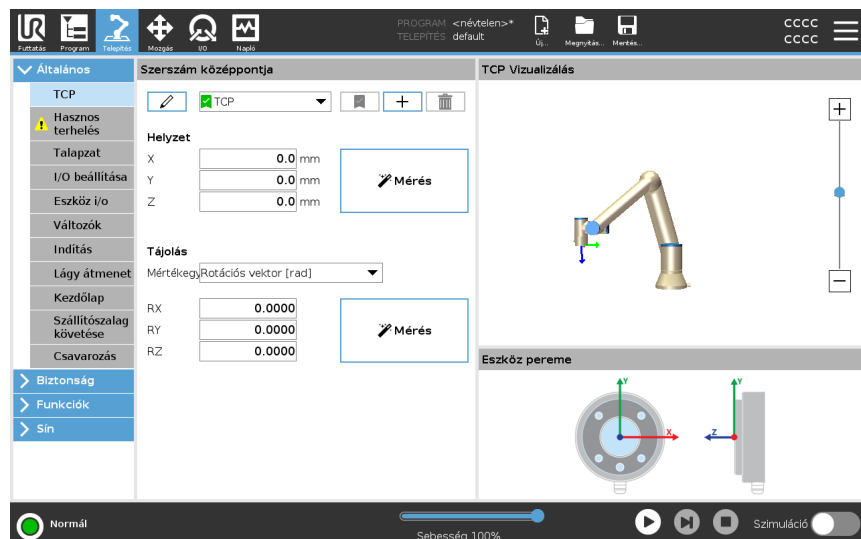 PROGRAM <névtelen>*
TELEPÍTÉS default
cccc
cccc
Futtatás
Program
Telepítés
Mozgás
I/O
Napló
Új...
Megnyitás...
Mentés...
Általános
TCP
Hasznos
terhelés
Talapzat
I/O beállítása
Eszköz i/o
Változók
Indítás
Lágy átmenet
Kezdőlap
Szállítószalag
követése
Csavarozás
Biztonság
Funkciók
Sín
Szerszám középpontja
TCP
Helyzet
X 0.0 mm
Y 0.0 mm
Z 0.0 mm
Mérés
Tájolás
Mértékegy Rotációs vektor [rad]
RX 0.0000
RY 0.0000
RZ 0.0000
Mérés
TCP Vizualizálás
Eszköz pereme
Y
X
Y
Z
Normál
Sebesség 100%
Szimuláció